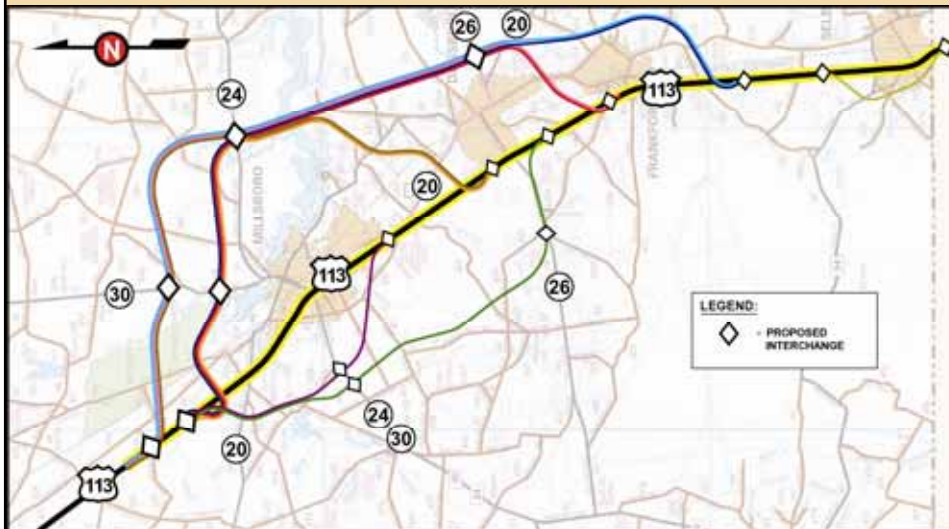 N
26
20
24
113
FRANKFORD
MILLSBORO
20
113
30
26
LEGEND:
- PROPOSED
INTERCHANGE
24
30
20
113